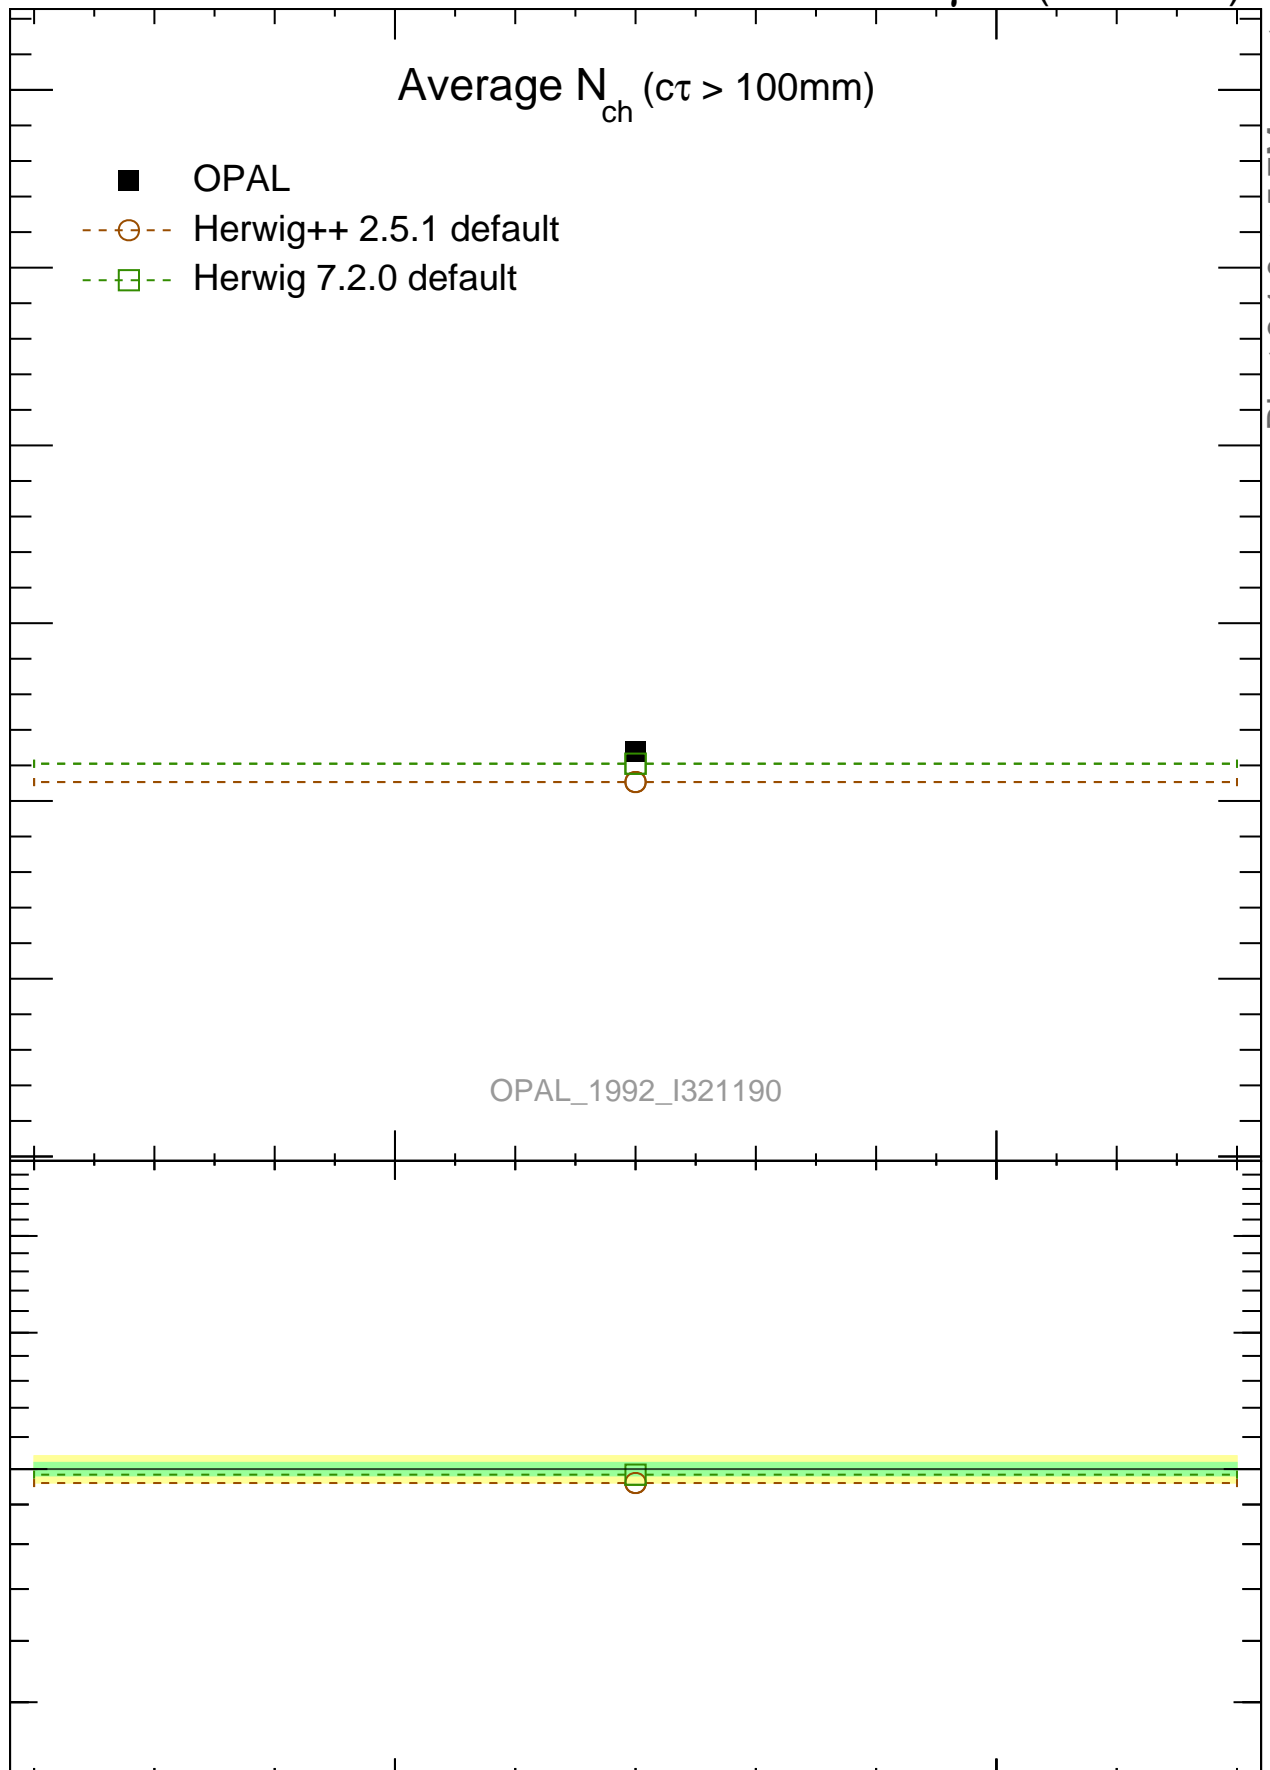 Average N_ch (cτ > 100mm)
OPAL
Herwig++ 2.5.1 default
Herwig 7.2.0 default
OPAL_1992_I321190